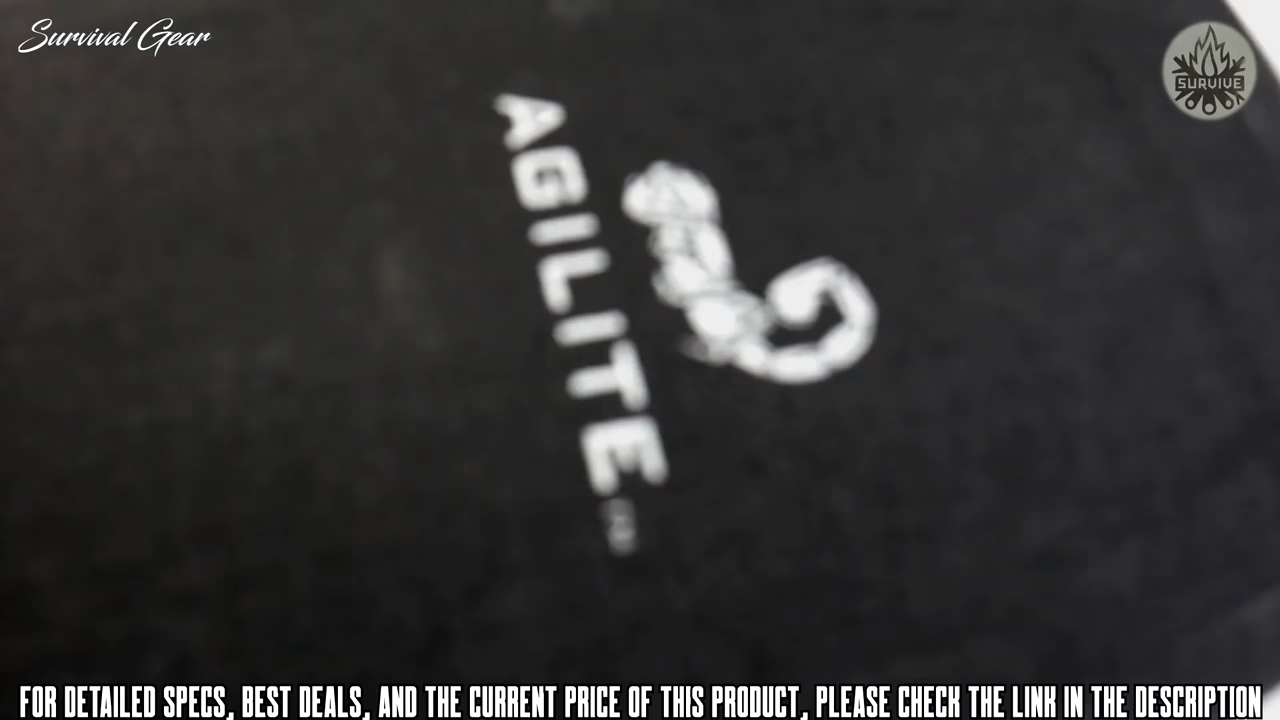 Survival Gear
SURVIVE
AGILITE
FOR DETAILED SPECS, BEST DEALS, AND THE CURRENT PRICE OF THIS PRODUCT, PLEASE CHECK THE LINK IN THE DESCRIPTION